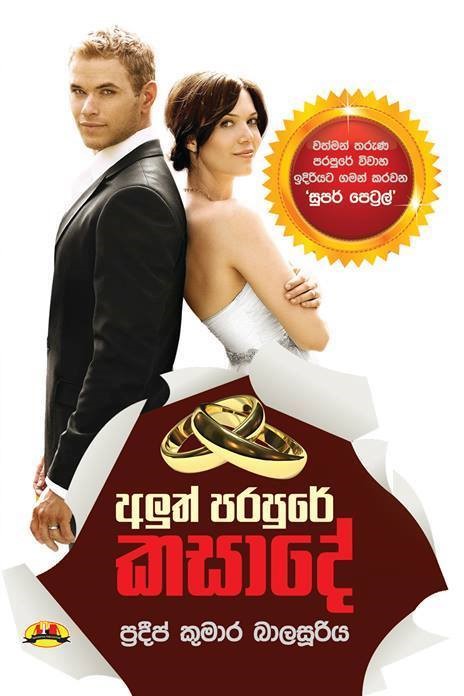 වත්මන් තරුණ
පරපුරේ විවාහ
ඉදිරියට ගමන් කරවන
‘සුපර් පෙට්‍රල්’
අලුත් පරපුරේ
කසාදේ
ප්‍රදීප් කුමාර බාලසූරිය